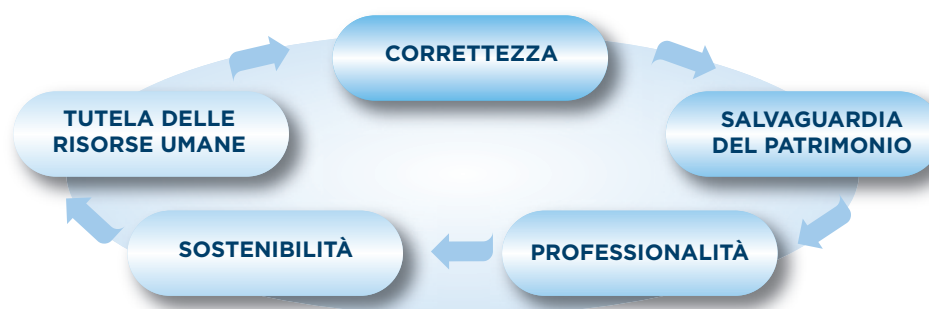 CORRETTEZZA
TUTELA DELLE
RISORSE UMANE
SALVAGUARDIA
DEL PATRIMONIO
SOSTENIBILITÀ
PROFESSIONALITÀ